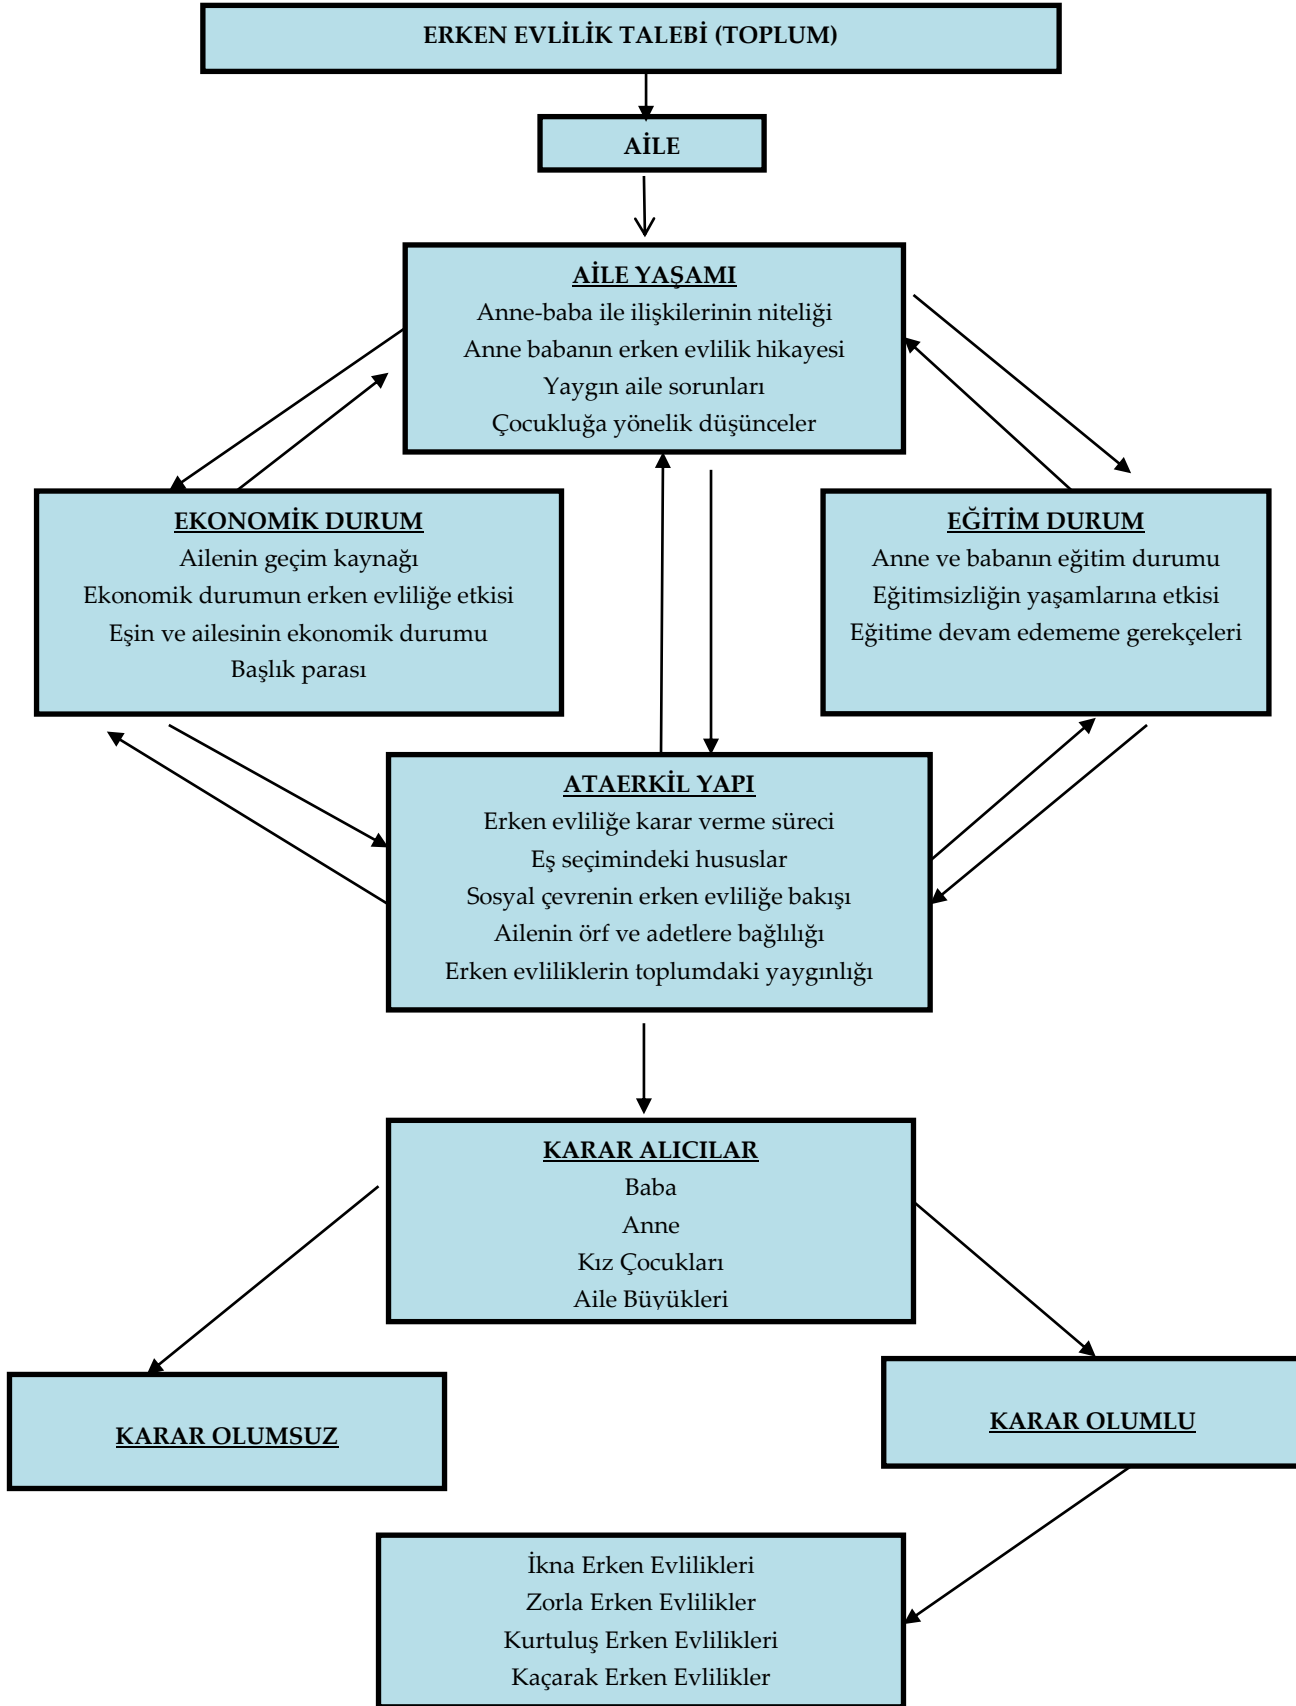 ERKEN EVLİLİK TALEBİ (TOPLUM)
AİLE
AİLE YAŞAMI
Anne-baba ile ilişkilerinin niteliği
Anne babanın erken evlilik hikayesi
Yaygın aile sorunları
Çocukluğa yönelik düşünceler
EKONOMİK DURUM
Ailenin geçim kaynağı
Ekonomik durumun erken evliliğe etkisi
Eşin ve ailesinin ekonomik durumu
Başlık parası
EĞİTİM DURUM
Anne ve babanın eğitim durumu
Eğitimsizliğin yaşamlarına etkisi
Eğitime devam edememe gerekçeleri
ATAERKİL YAPI
Erken evliliğe karar verme süreci
Eş seçimindeki hususlar
Sosyal çevrenin erken evliliğe bakışı
Ailenin örf ve adetlere bağlılığı
Erken evliliklerin toplumdaki yaygınlığı
KARAR ALICILAR
Baba
Anne
Kız Çocukları
Aile Büyükleri
KARAR OLUMSUZ
KARAR OLUMLU
İkna Erken Evlilikleri
Zorla Erken Evlilikler
Kurtuluş Erken Evlilikleri
Kaçarak Erken Evlilikler